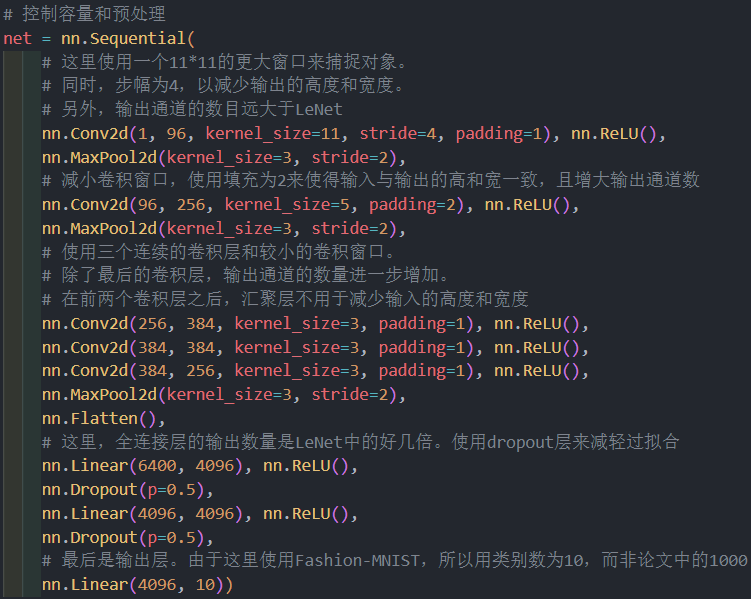 # 控制容量和预处理
net = nn.Sequential(
# 这里使用一个11*11的更大窗口来捕捉对象。
# 同时，步幅为4，以减少输出的高度和宽度。
# 另外，输出通道的数目远大于LeNet
nn.Conv2d(1, 96, kernel_size=11, stride=4, padding=1), nn.ReLU(),
nn.MaxPool2d(kernel_size=3, stride=2),
# 减小卷积窗口，使用填充为2来使得输入与输出的高和宽一致，且增大输出通道数
nn.Conv2d(96, 256, kernel_size=5, padding=2), nn.ReLU(),
nn.MaxPool2d(kernel_size=3, stride=2),
# 使用三个连续的卷积层和较小的卷积窗口。
# 除了最后的卷积层，输出通道的数量进一步增加。
# 在前两个卷积层之后，汇聚层不用于减少输入的高度和宽度
nn.Conv2d(256, 384, kernel_size=3, padding=1), nn.ReLU(),
nn.Conv2d(384, 384, kernel_size=3, padding=1), nn.ReLU(),
nn.Conv2d(384, 256, kernel_size=3, padding=1), nn.ReLU(),
nn.MaxPool2d(kernel_size=3, stride=2),
nn.Flatten(),
# 这里，全连接层的输出数量是LeNet中的好几倍。使用dropout层来减轻过拟合
nn.Linear(6400, 4096), nn.ReLU(),
nn.Dropout(p=0.5),
nn.Linear(4096, 4096), nn.ReLU(),
nn.Dropout(p=0.5),
# 最后是输出层。由于这里使用Fashion-MNIST，所以用类别数为10，而非论文中的1000
nn.Linear(4096, 10))